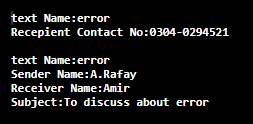 text Name:error
Recepient Contact No:0304-0294521
text Name:error
Sender Name:A.Rafay
Receiver Name:Amir
Subject:To discuss about error